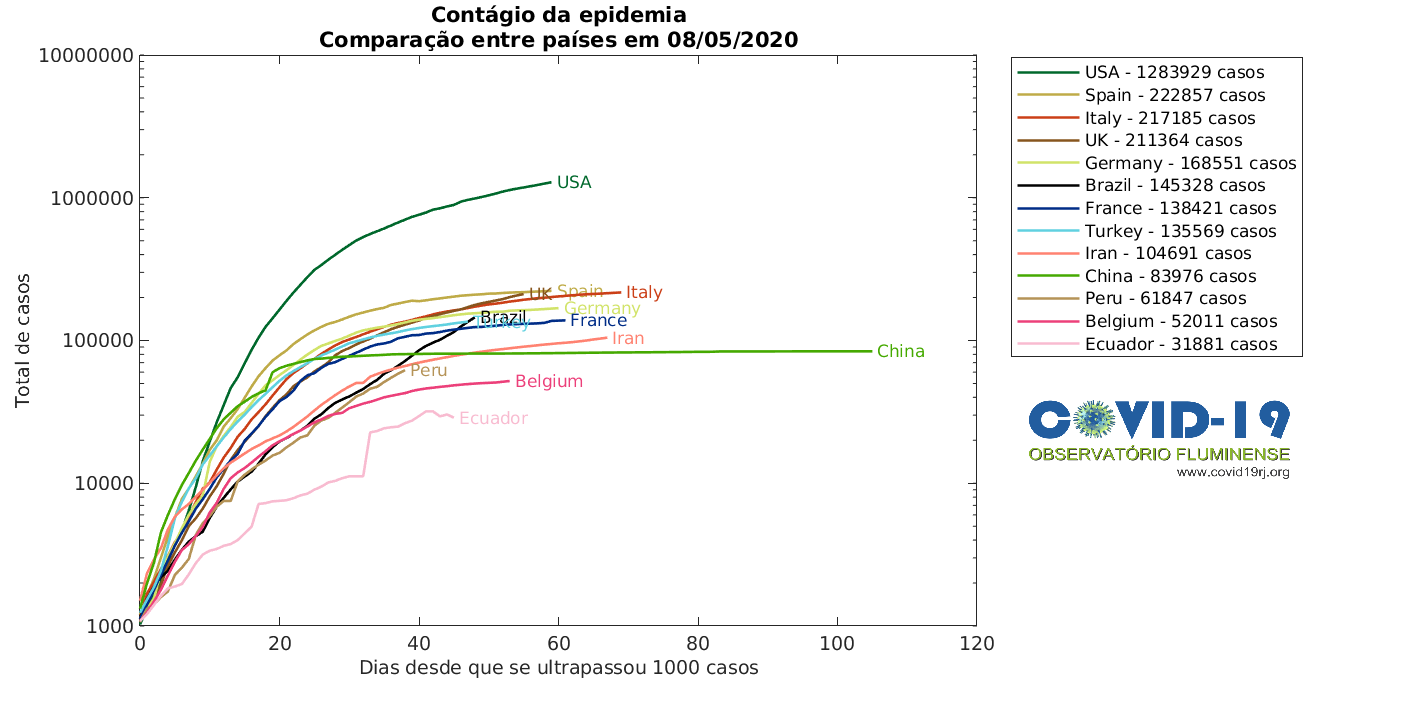 Contágio da epidemia
Comparação entre países em 08/05/2020
Total de casos
10000000
1000000
100000
10000
1000
0 20 40 60 80 100 120
Dias desde que se ultrapassou 1000 casos
USA
Spain
UK
Italy
Germany
Brazil
Turkey
France
Iran
China
Peru
Belgium
Ecuador
USA - 1283929 casos
Spain - 222857 casos
Italy - 217185 casos
UK - 211364 casos
Germany - 168551 casos
Brazil - 145328 casos
France - 138421 casos
Turkey - 135569 casos
Iran - 104691 casos
China - 83976 casos
Peru - 61847 casos
Belgium - 52011 casos
Ecuador - 31881 casos
COVID-19
OBSERVATÓRIO FLUMINENSE
www.covid19rj.org